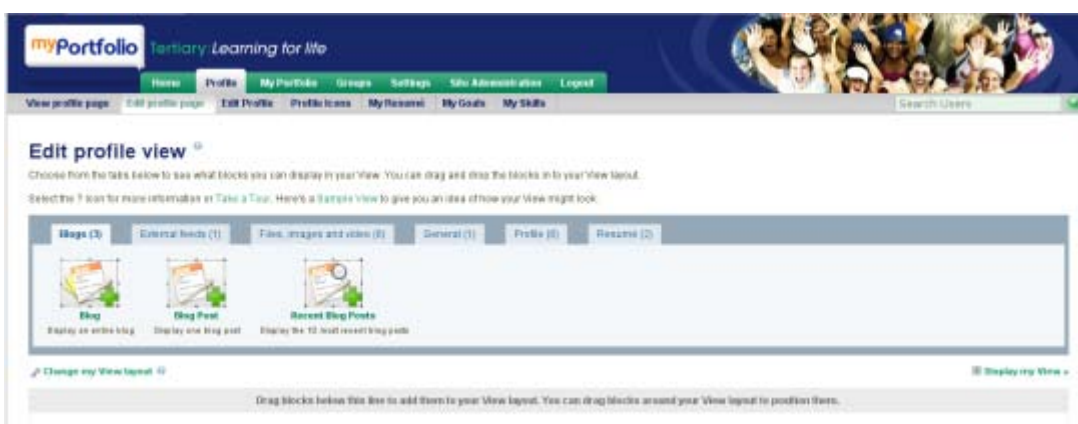 myPortfolio Tertiary: Learning for life
Home Profile My Portfolio Groups Settings Site Administration Logout
View profile page Edit profile page Edit Profile Profile Icons My Resumé My Goals My Skills Search Users
Edit profile view
Choose from the tabs below to see what blocks you can display in your View. You can drag and drop the blocks in to your View layout.
Select the ? icon for more information or Take a Tour. Here's a Sample View to give you an idea of how your View might look.
Blogs (3) External feeds (1) Files, images and video (6) General (1) Profile Resumé (2)
Blog Blog Post Recent Blog Posts
Display an entire blog Display one blog post Display the 10 most recent blog posts
Change my View layout Display my View »
Drag blocks below this line to add them to your View layout. You can drag blocks around your View layout to position them.